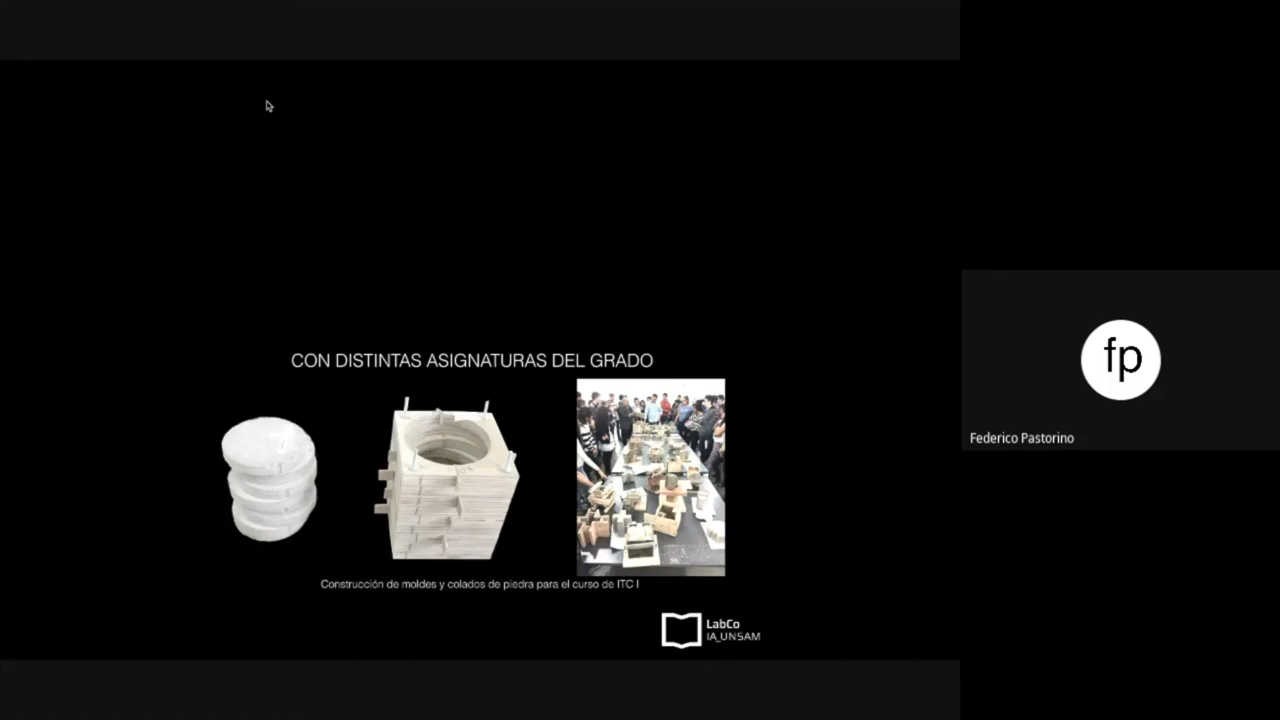 CON DISTINTAS ASIGNATURAS DEL GRADO
Construcción de moldes y colados de piedra para el curso de ITC I
LabCo
IA_UNSAM
fp
Federico Pastorino